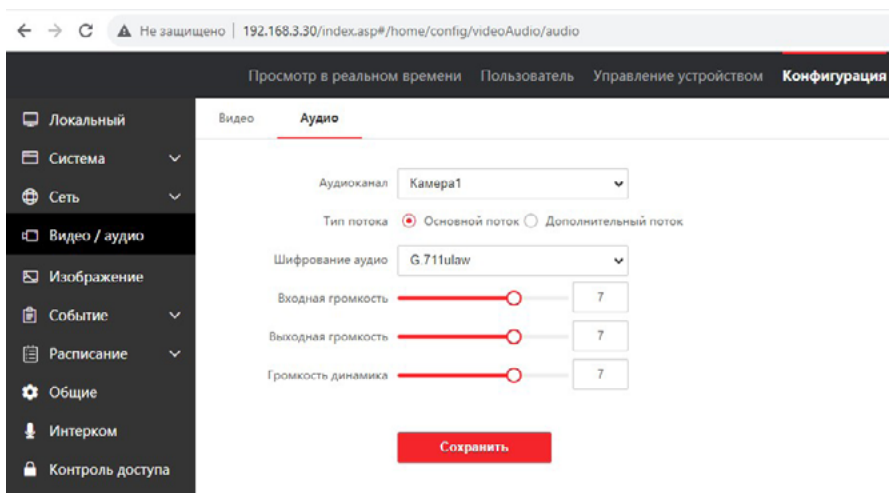 Не защищено | 192.168.3.30/index.asp#/home/config/videoAudio/audio
Просмотр в реальном времени Пользователь Управление устройством Конфигурация
Локальный
Система
Сеть
Видео / аудио
Изображение
Событие
Расписание
Общие
Интерком
Контроль доступа
Видео Аудио
Аудиоканал Камера1
Тип потока Основной поток Дополнительный поток
Шифрование аудио G.711ulaw
Входная громкость 7
Выходная громкость 7
Громкость динамика 7
Сохранить